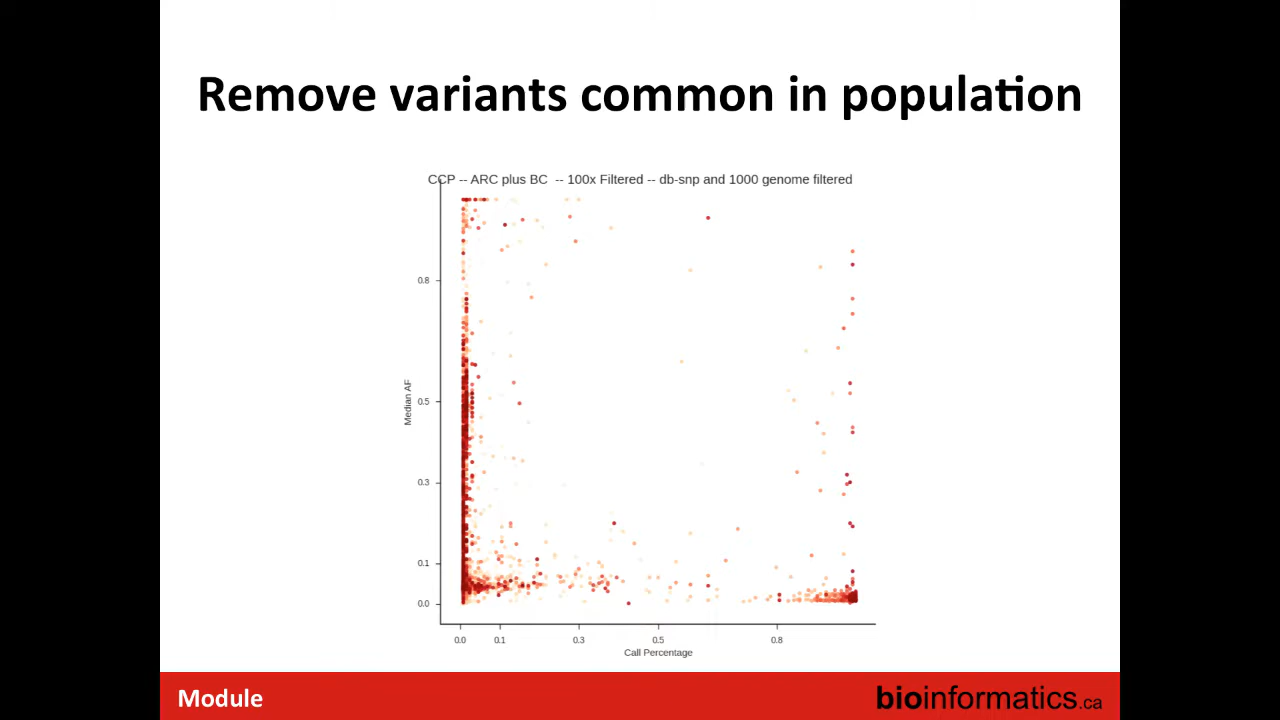 Remove variants common in population
CCP -- ARC plus BC -- 100x Filtered -- db-snp and 1000 genome filtered
0.8
0.5
0.3
0.1
0.0
Median AF
0.0 0.1 0.3 0.5 0.8
Call Percentage
Module
bioinformatics.ca